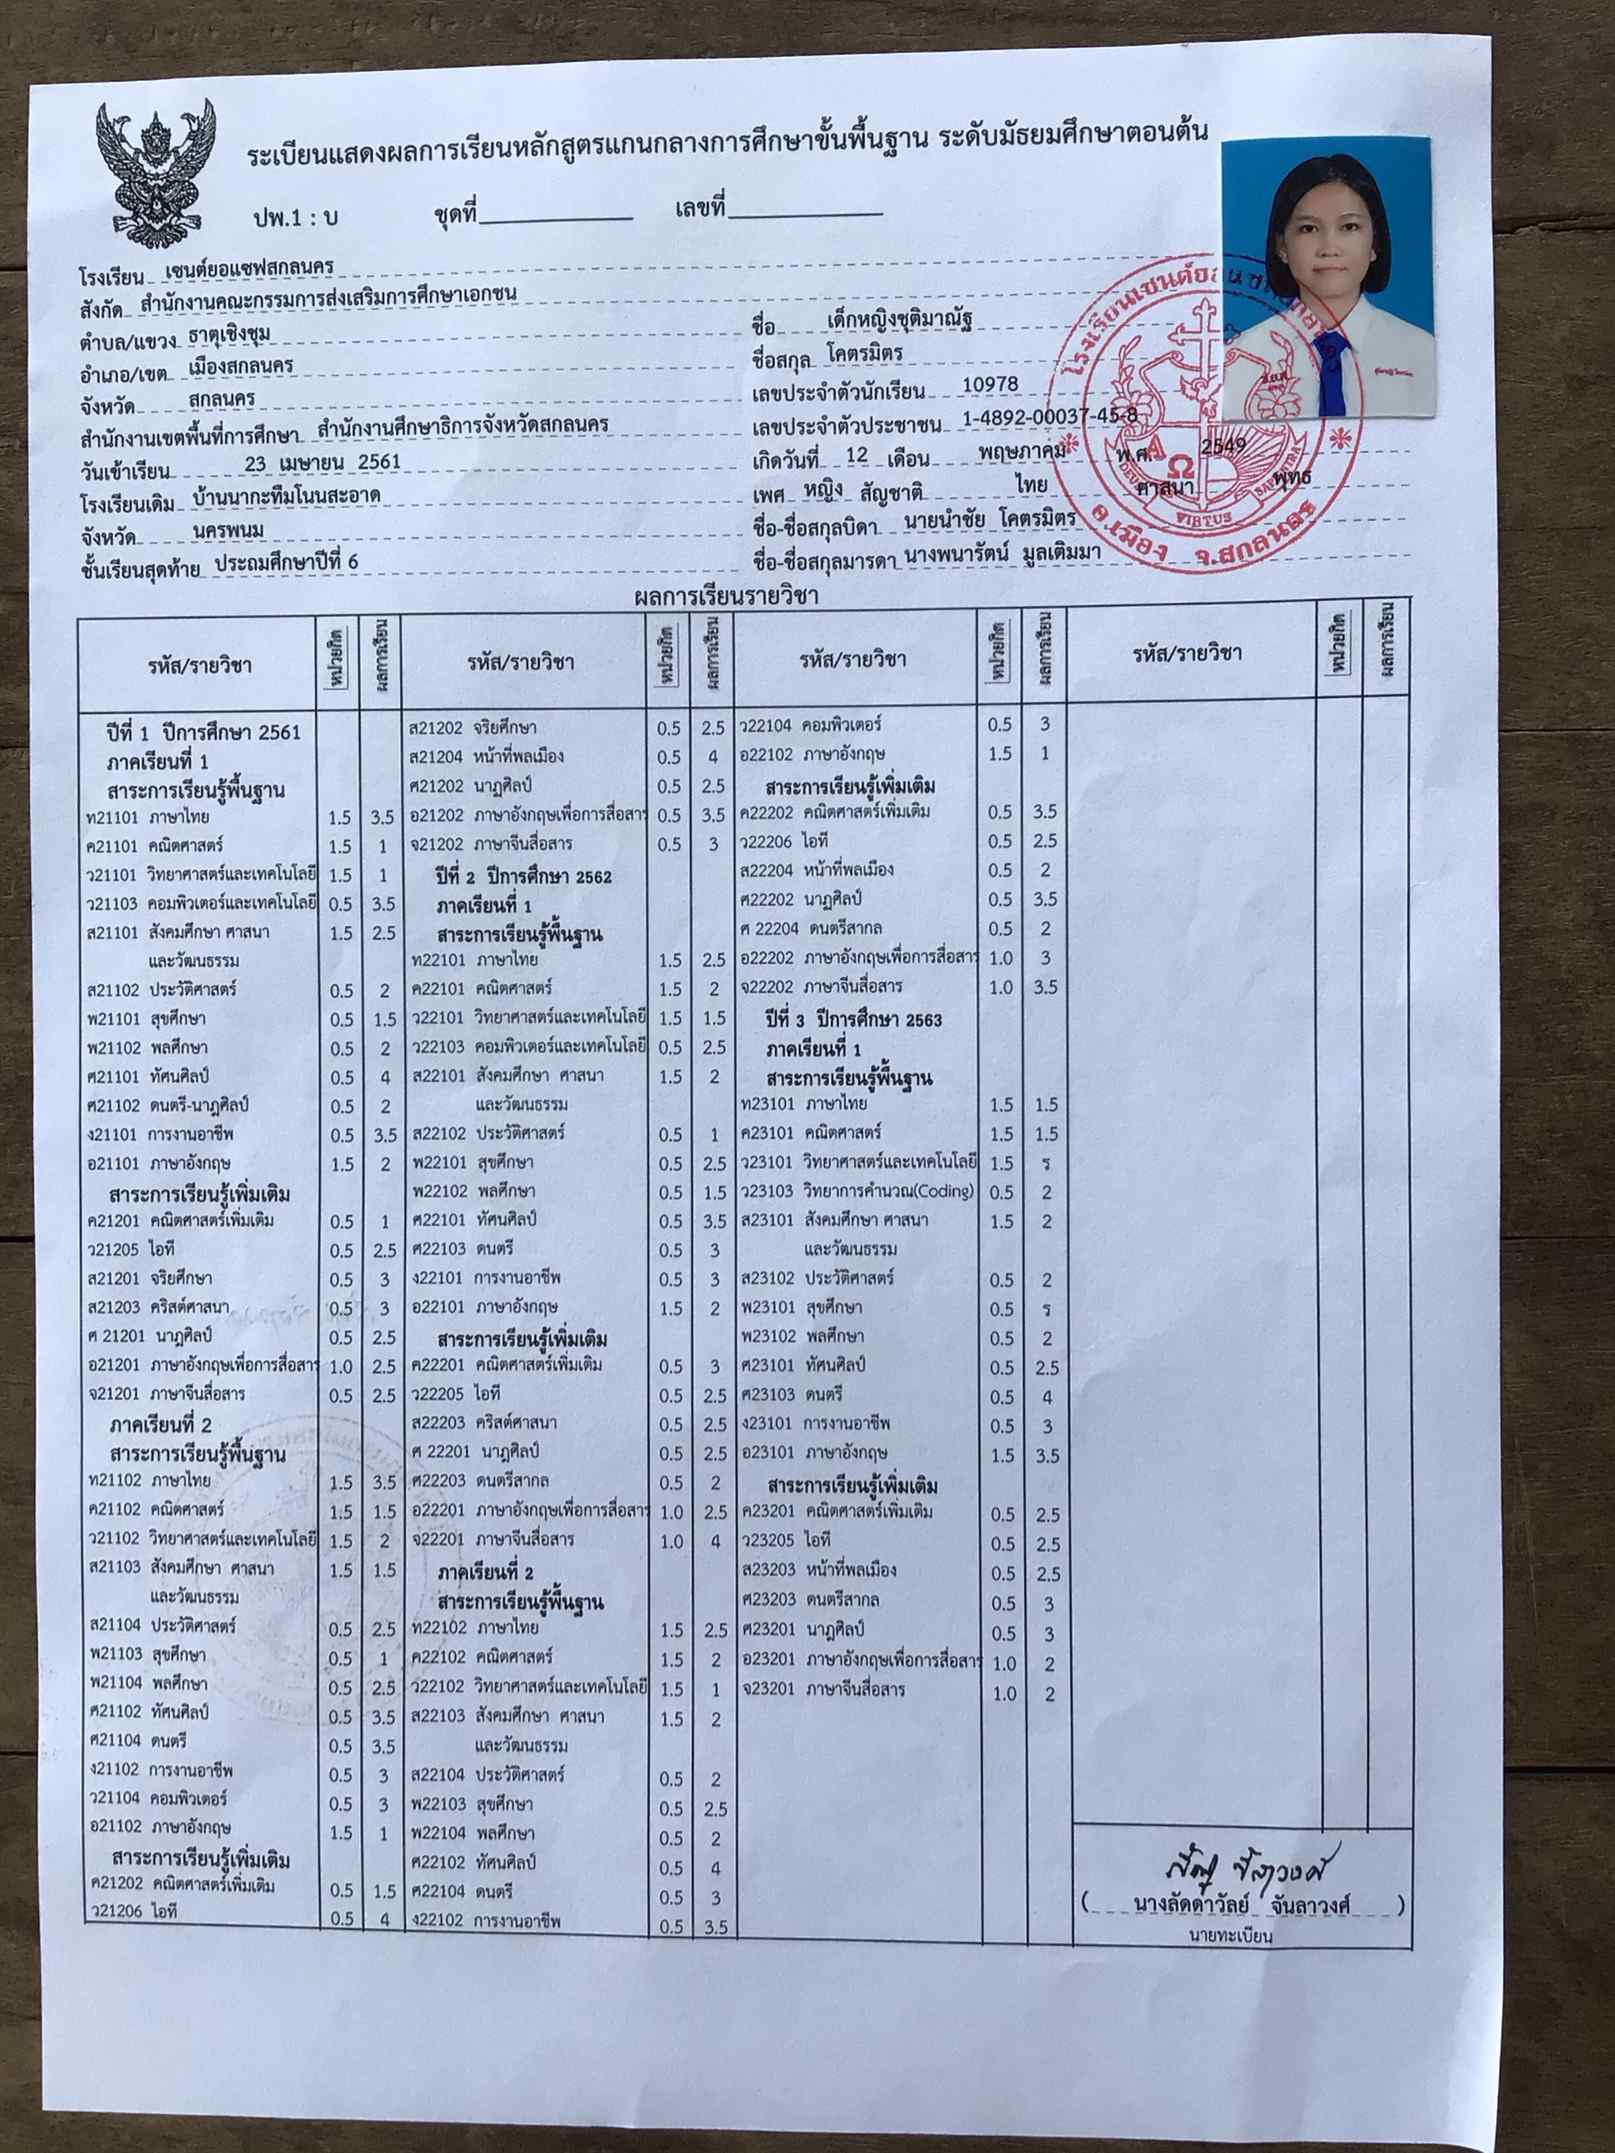 ระเบียนแสดงผลการเรียนหลักสูตรแกนกลางการศึกษาขั้นพื้นฐาน ระดับมัธยมศึกษาตอนต้น
ปพ.1 : บ ชุดที่ เลขที่
โรงเรียน เซนต์ยอแซฟสกลนคร
สังกัด สำนักงานคณะกรรมการส่งเสริมการศึกษาเอกชน
ตำบล/แขวง ธาตุเชิงชุม
อำเภอ/เขต เมืองสกลนคร
จังหวัด สกลนคร
สำนักงานเขตพื้นที่การศึกษา สำนักงานศึกษาธิการจังหวัดสกลนคร
วันเข้าเรียน 23 เมษายน 2561
โรงเรียนเดิม บ้านนากะทืมโนนสะอาด
จังหวัด นครพนม
ชั้นเรียนสุดท้าย ประถมศึกษาปีที่ 6
ชื่อ เด็กหญิงชุติมาณัฐ
ชื่อสกุล โคตรมิตร
เลขประจำตัวนักเรียน 10978
เลขประจำตัวประชาชน 1-4892-00037-45-8
เกิดวันที่ 12 เดือน พฤษภาคม พ.ศ. 2549
เพศ หญิง สัญชาติ ไทย ศาสนา พุทธ
ชื่อ-ชื่อสกุลบิดา นายนำชัย โคตรมิตร
ชื่อ-ชื่อสกุลมารดา นางพนารัตน์ มูลเติมมา
VIRTUS
อ.เมือง จ.สกลนคร
ผลการเรียนรายวิชา
รหัส/รายวิชา หน่วยกิต ผลการเรียน รหัส/รายวิชา หน่วยกิต ผลการเรียน รหัส/รายวิชา หน่วยกิต ผลการเรียน รหัส/รายวิชา หน่วยกิต ผลการเรียน
ปีที่ 1 ปีการศึกษา 2561
ภาคเรียนที่ 1
สาระการเรียนรู้พื้นฐาน
ท21101 ภาษาไทย 1.5 3.5
ค21101 คณิตศาสตร์ 1.5 1
ว21101 วิทยาศาสตร์และเทคโนโลยี 1.5 1
ว21103 คอมพิวเตอร์และเทคโนโลยี 0.5 3.5
ส21101 สังคมศึกษา ศาสนา 1.5 2.5
และวัฒนธรรม
ส21102 ประวัติศาสตร์ 0.5 2
พ21101 สุขศึกษา 0.5 1.5
พ21102 พลศึกษา 0.5 2
ศ21101 ทัศนศิลป์ 0.5 4
ศ21102 ดนตรี-นาฏศิลป์ 0.5 2
ง21101 การงานอาชีพ 0.5 3.5
อ21101 ภาษาอังกฤษ 1.5 2
สาระการเรียนรู้เพิ่มเติม
ค21201 คณิตศาสตร์เพิ่มเติม 0.5 1
ว21205 ไอที 0.5 2.5
ส21201 จริยศึกษา 0.5 3
ส21203 คริสต์ศาสนา 0.5 3
ศ 21201 นาฏศิลป์ 0.5 2.5
อ21201 ภาษาอังกฤษเพื่อการสื่อสาร 1.0 2.5
จ21201 ภาษาจีนสื่อสาร 0.5 2.5
ภาคเรียนที่ 2
สาระการเรียนรู้พื้นฐาน
ท21102 ภาษาไทย 1.5 3.5
ค21102 คณิตศาสตร์ 1.5 1.5
ว21102 วิทยาศาสตร์และเทคโนโลยี 1.5 2
ส21103 สังคมศึกษา ศาสนา 1.5 1.5
และวัฒนธรรม
ส21104 ประวัติศาสตร์ 0.5 2.5
พ21103 สุขศึกษา 0.5 1
พ21104 พลศึกษา 0.5 2.5
ศ21102 ทัศนศิลป์ 0.5 3.5
ศ21104 ดนตรี 0.5 3.5
ง21102 การงานอาชีพ 0.5 3
ว21104 คอมพิวเตอร์ 0.5 3
อ21102 ภาษาอังกฤษ 1.5 1
สาระการเรียนรู้เพิ่มเติม
ค21202 คณิตศาสตร์เพิ่มเติม 0.5 1.5
ว21206 ไอที 0.5 4
ส21202 จริยศึกษา 0.5 2.5
ส21204 หน้าที่พลเมือง 0.5 4
ศ21202 นาฏศิลป์ 0.5 2.5
อ21202 ภาษาอังกฤษเพื่อการสื่อสาร 0.5 3.5
จ21202 ภาษาจีนสื่อสาร 0.5 3
ปีที่ 2 ปีการศึกษา 2562
ภาคเรียนที่ 1
สาระการเรียนรู้พื้นฐาน
ท22101 ภาษาไทย 1.5 2.5
ค22101 คณิตศาสตร์ 1.5 2
ว22101 วิทยาศาสตร์และเทคโนโลยี 1.5 1.5
ว22103 คอมพิวเตอร์และเทคโนโลยี 0.5 2.5
ส22101 สังคมศึกษา ศาสนา 1.5 2
และวัฒนธรรม
ส22102 ประวัติศาสตร์ 0.5 1
พ22101 สุขศึกษา 0.5 2.5
พ22102 พลศึกษา 0.5 1.5
ศ22101 ทัศนศิลป์ 0.5 3.5
ศ22103 ดนตรี 0.5 3
ง22101 การงานอาชีพ 0.5 3
อ22101 ภาษาอังกฤษ 1.5 2
สาระการเรียนรู้เพิ่มเติม
ค22201 คณิตศาสตร์เพิ่มเติม 0.5 3
ว22205 ไอที 0.5 2.5
ส22203 คริสต์ศาสนา 0.5 2.5
ศ 22201 นาฏศิลป์ 0.5 2.5
ศ22203 ดนตรีสากล 0.5 2
อ22201 ภาษาอังกฤษเพื่อการสื่อสาร 1.0 2.5
จ22201 ภาษาจีนสื่อสาร 1.0 4
ภาคเรียนที่ 2
สาระการเรียนรู้พื้นฐาน
ท22102 ภาษาไทย 1.5 2.5
ค22102 คณิตศาสตร์ 1.5 2
ว22102 วิทยาศาสตร์และเทคโนโลยี 1.5 1
ส22103 สังคมศึกษา ศาสนา 1.5 2
และวัฒนธรรม
ส22104 ประวัติศาสตร์ 0.5 2
พ22103 สุขศึกษา 0.5 2.5
พ22104 พลศึกษา 0.5 2
ศ22102 ทัศนศิลป์ 0.5 4
ศ22104 ดนตรี 0.5 3
ง22102 การงานอาชีพ 0.5 3.5
ว22104 คอมพิวเตอร์ 0.5 3
อ22102 ภาษาอังกฤษ 1.5 1
สาระการเรียนรู้เพิ่มเติม
ค22202 คณิตศาสตร์เพิ่มเติม 0.5 3.5
ว22206 ไอที 0.5 2.5
ส22204 หน้าที่พลเมือง 0.5 2
ศ22202 นาฏศิลป์ 0.5 3.5
ศ 22204 ดนตรีสากล 0.5 2
อ22202 ภาษาอังกฤษเพื่อการสื่อสาร 1.0 3
จ22202 ภาษาจีนสื่อสาร 1.0 3.5
ปีที่ 3 ปีการศึกษา 2563
ภาคเรียนที่ 1
สาระการเรียนรู้พื้นฐาน
ท23101 ภาษาไทย 1.5 1.5
ค23101 คณิตศาสตร์ 1.5 1.5
ว23101 วิทยาศาสตร์และเทคโนโลยี 1.5 ร
ว23103 วิทยาการคำนวณ(Coding) 0.5 2
ส23101 สังคมศึกษา ศาสนา 1.5 2
และวัฒนธรรม
ส23102 ประวัติศาสตร์ 0.5 2
พ23101 สุขศึกษา 0.5 ร
พ23102 พลศึกษา 0.5 2
ศ23101 ทัศนศิลป์ 0.5 2.5
ศ23103 ดนตรี 0.5 4
ง23101 การงานอาชีพ 0.5 3
อ23101 ภาษาอังกฤษ 1.5 3.5
สาระการเรียนรู้เพิ่มเติม
ค23201 คณิตศาสตร์เพิ่มเติม 0.5 2.5
ว23205 ไอที 0.5 2.5
ส23203 หน้าที่พลเมือง 0.5 2.5
ศ23203 ดนตรีสากล 0.5 3
ศ23201 นาฏศิลป์ 0.5 3
อ23201 ภาษาอังกฤษเพื่อการสื่อสาร 1.0 2
จ23201 ภาษาจีนสื่อสาร 1.0 2
( นางลัดดาวัลย์ จันลาวงศ์ )
นายทะเบียน